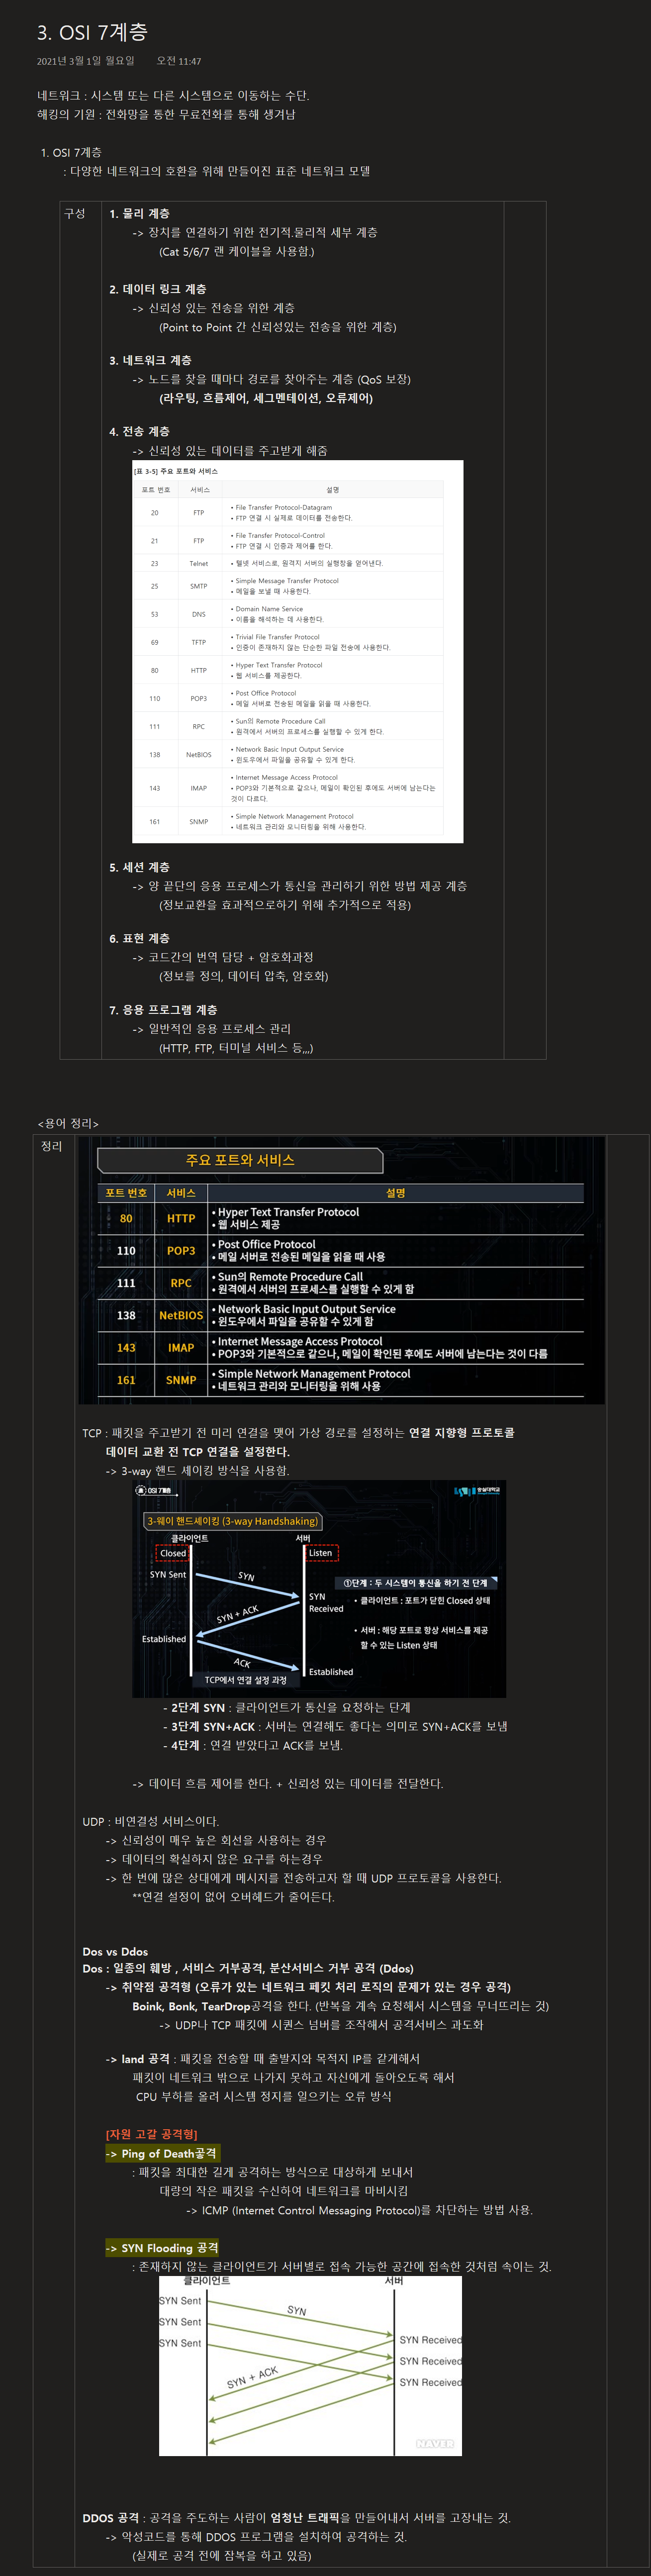 3. OSI 7계층
2021년 3월 1일 월요일 오전 11:47
네트워크 : 시스템 또는 다른 시스템으로 이동하는 수단.
해킹의 기원 : 전화망을 통한 무료전화를 통해 생겨남
1. OSI 7계층
: 다양한 네트워크의 호환을 위해 만들어진 표준 네트워크 모델
구성
1. 물리 계층
-> 장치를 연결하기 위한 전기적.물리적 세부 계층
(Cat 5/6/7 랜 케이블을 사용함.)
2. 데이터 링크 계층
-> 신뢰성 있는 전송을 위한 계층
(Point to Point 간 신뢰성있는 전송을 위한 계층)
3. 네트워크 계층
-> 노드를 찾을 때마다 경로를 찾아주는 계층 (QoS 보장)
(라우팅, 흐름제어, 세그멘테이션, 오류제어)
4. 전송 계층
-> 신뢰성 있는 데이터를 주고받게 해줌
[표 3-5] 주요 포트와 서비스
포트 번호 서비스 설명
20 FTP
• File Transfer Protocol-Datagram
• FTP 연결 시 실제로 데이터를 전송한다.
21 FTP
• File Transfer Protocol-Control
• FTP 연결 시 인증과 제어를 한다.
23 Telnet • 텔넷 서비스로, 원격지 서버의 실행창을 얻어낸다.
25 SMTP
• Simple Message Transfer Protocol
• 메일을 보낼 때 사용한다.
53 DNS
• Domain Name Service
• 이름을 해석하는 데 사용한다.
69 TFTP
• Trivial File Transfer Protocol
• 인증이 존재하지 않는 단순한 파일 전송에 사용한다.
80 HTTP
• Hyper Text Transfer Protocol
• 웹 서비스를 제공한다.
110 POP3
• Post Office Protocol
• 메일 서버로 전송된 메일을 읽을 때 사용한다.
111 RPC
• Sun의 Remote Procedure Call
• 원격에서 서버의 프로세스를 실행할 수 있게 한다.
138 NetBIOS
• Network Basic Input Output Service
• 윈도우에서 파일을 공유할 수 있게 한다.
143 IMAP
• Internet Message Access Protocol
• POP3와 기본적으로 같으나, 메일이 확인된 후에도 서버에 남는다는
것이 다르다.
161 SNMP
• Simple Network Management Protocol
• 네트워크 관리와 모니터링을 위해 사용한다.
5. 세션 계층
-> 양 끝단의 응용 프로세스가 통신을 관리하기 위한 방법 제공 계층
(정보교환을 효과적으로하기 위해 추가적으로 적용)
6. 표현 계층
-> 코드간의 번역 담당 + 암호화과정
(정보를 정의, 데이터 압축, 암호화)
7. 응용 프로그램 계층
-> 일반적인 응용 프로세스 관리
(HTTP, FTP, 터미널 서비스 등,,,)
<용어 정리>
정리
주요 포트와 서비스
포트 번호 서비스 설명
80 HTTP
• Hyper Text Transfer Protocol
• 웹 서비스 제공
110 POP3
• Post Office Protocol
• 메일 서버로 전송된 메일을 읽을 때 사용
111 RPC
• Sun의 Remote Procedure Call
• 원격에서 서버의 프로세스를 실행할 수 있게 함
138 NetBIOS
• Network Basic Input Output Service
• 윈도우에서 파일을 공유할 수 있게 함
143 IMAP
• Internet Message Access Protocol
• POP3와 기본적으로 같으나, 메일이 확인된 후에도 서버에 남는다는 것이 다름
161 SNMP
• Simple Network Management Protocol
• 네트워크 관리와 모니터링을 위해 사용
TCP : 패킷을 주고받기 전 미리 연결을 맺어 가상 경로를 설정하는 연결 지향형 프로토콜
데이터 교환 전 TCP 연결을 설정한다.
-> 3-way 핸드 셰이킹 방식을 사용함.
OSI 7계층 숭실대학교
3-웨이 핸드셰이킹 (3-way Handshaking)
클라이언트 서버
Closed Listen
SYN Sent SYN
SYN
Received
①단계 : 두 시스템이 통신을 하기 전 단계
• 클라이언트 : 포트가 닫힌 Closed 상태
SYN + ACK
• 서버 : 해당 포트로 항상 서비스를 제공
할 수 있는 Listen 상태
Established
ACK
Established
TCP에서 연결 설정 과정
- 2단계 SYN : 클라이언트가 통신을 요청하는 단계
- 3단계 SYN+ACK : 서버는 연결해도 좋다는 의미로 SYN+ACK를 보냄
- 4단계 : 연결 받았다고 ACK를 보냄.
-> 데이터 흐름 제어를 한다. + 신뢰성 있는 데이터를 전달한다.
UDP : 비연결성 서비스이다.
-> 신뢰성이 매우 높은 회선을 사용하는 경우
-> 데이터의 확실하지 않은 요구를 하는경우
-> 한 번에 많은 상대에게 메시지를 전송하고자 할 때 UDP 프로토콜을 사용한다.
**연결 설정이 없어 오버헤드가 줄어든다.
Dos vs Ddos
Dos : 일종의 훼방 , 서비스 거부공격, 분산서비스 거부 공격 (Ddos)
-> 취약점 공격형 (오류가 있는 네트워크 페킷 처리 로직의 문제가 있는 경우 공격)
Boink, Bonk, TearDrop공격을 한다. (반복을 계속 요청해서 시스템을 무너뜨리는 것)
-> UDP나 TCP 패킷에 시퀀스 넘버를 조작해서 공격서비스 과도화
-> land 공격 : 패킷을 전송할 때 출발지와 목적지 IP를 같게해서
패킷이 네트워크 밖으로 나가지 못하고 자신에게 돌아오도록 해서
CPU 부하를 올려 시스템 정지를 일으키는 오류 방식
[자원 고갈 공격형]
-> Ping of Death공격
: 패킷을 최대한 길게 공격하는 방식으로 대상하게 보내서
대량의 작은 패킷을 수신하여 네트워크를 마비시킴
-> ICMP (Internet Control Messaging Protocol)를 차단하는 방법 사용.
-> SYN Flooding 공격
: 존재하지 않는 클라이언트가 서버별로 접속 가능한 공간에 접속한 것처럼 속이는 것.
클라이언트 서버
SYN Sent SYN
SYN Sent
SYN Sent SYN Received
SYN Received
SYN + ACK SYN Received
NAVER
DDOS 공격 : 공격을 주도하는 사람이 엄청난 트래픽을 만들어내서 서버를 고장내는 것.
-> 악성코드를 통해 DDOS 프로그램을 설치하여 공격하는 것.
(실제로 공격 전에 잠복을 하고 있음)